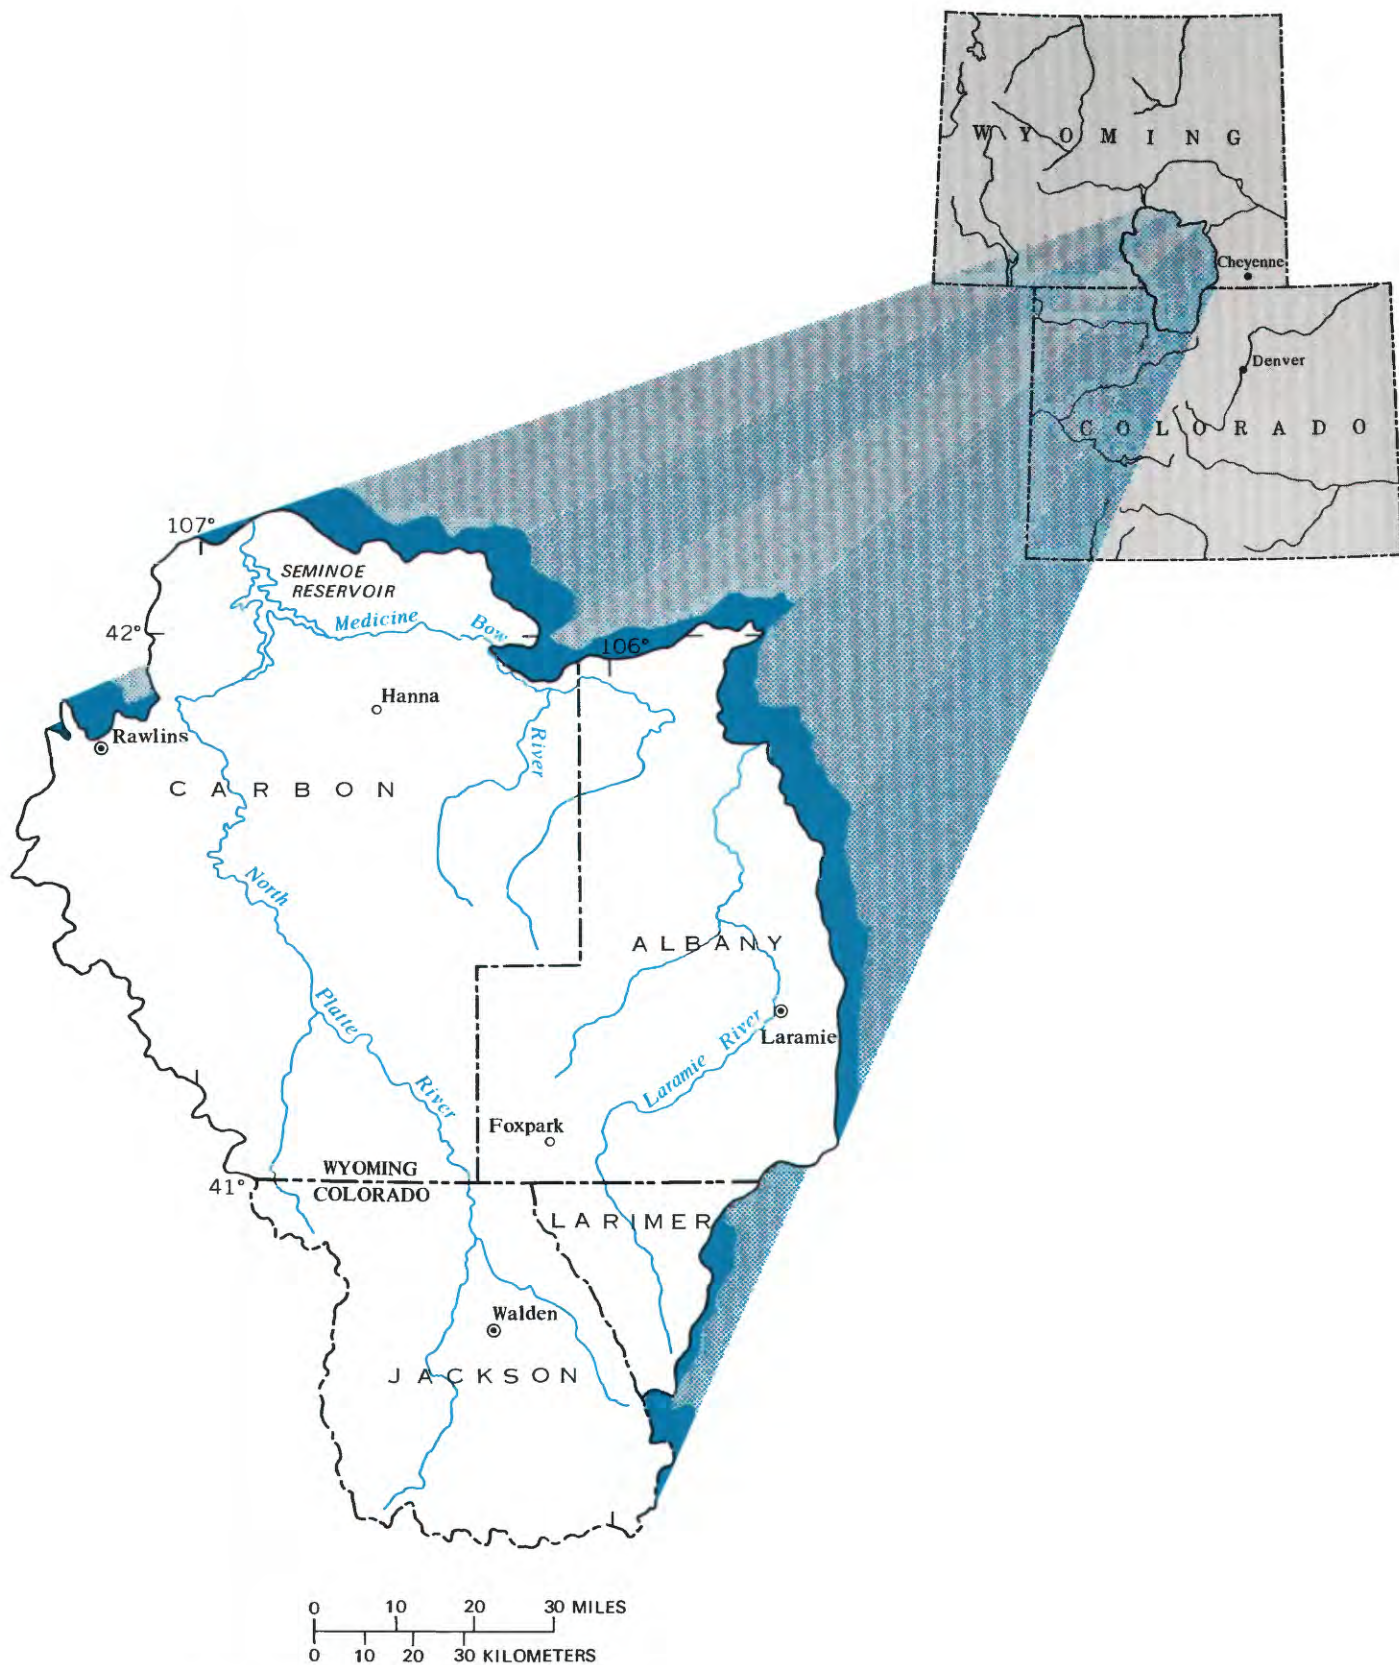 W Y O M I N G
Cheyenne
Denver
C O L O R A D O
107°
SEMINOE
RESERVOIR
42°
Medicine Bow
106°
Hanna
Rawlins
River
C A R B O N
North
A L B A N Y
Platte
Laramie River
Laramie
River
Foxpark
WYOMING
41°
COLORADO
L A R I M E R
Walden
J A C K S O N
0 10 20 30 MILES
0 10 20 30 KILOMETERS